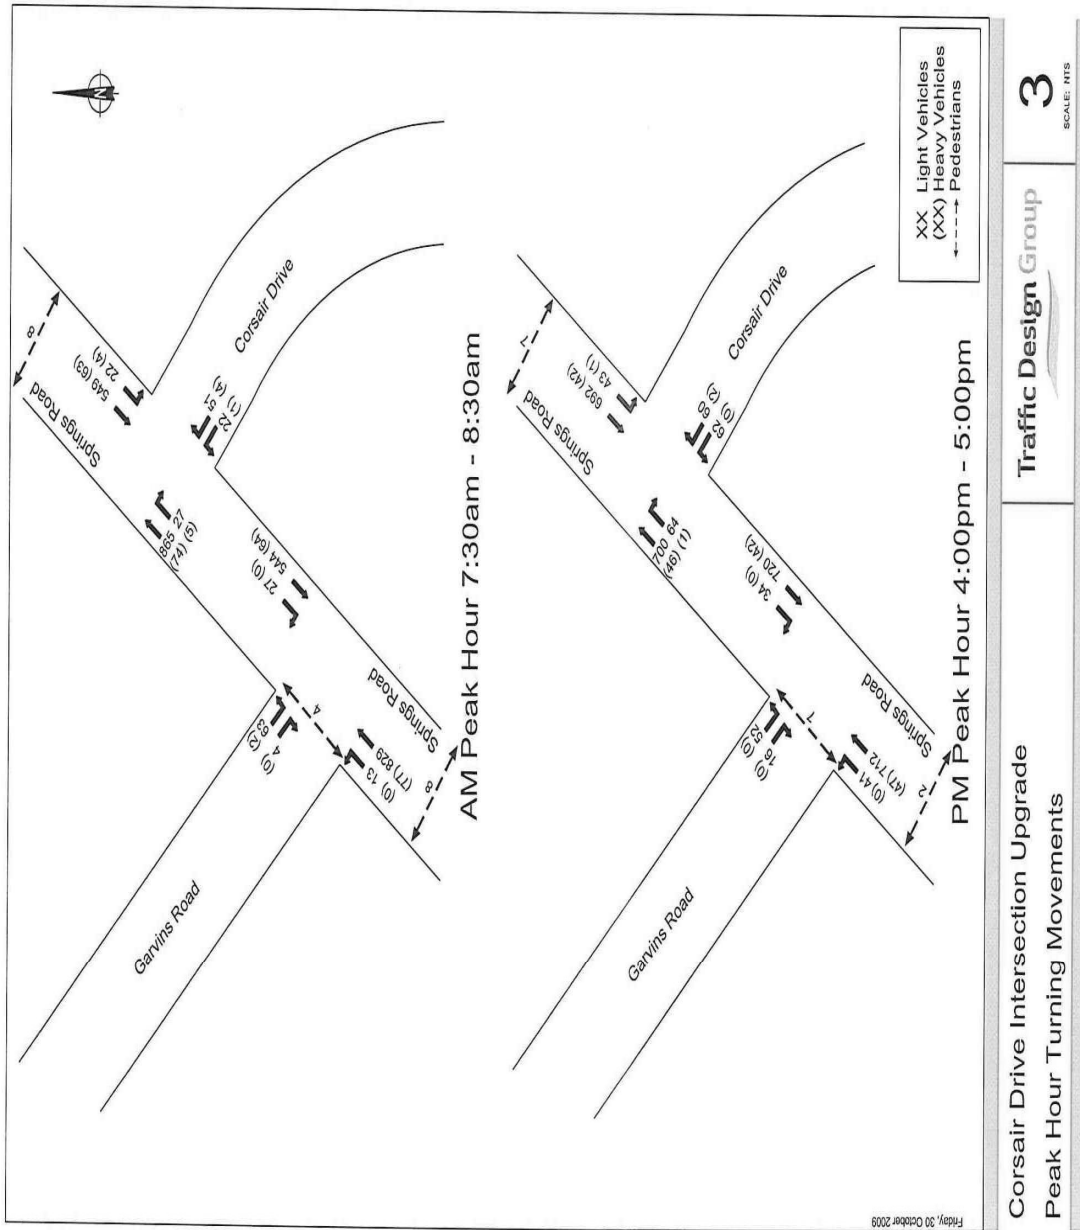 N
8
Springs Road
549 (63)
22 (4)
Corsair Drive
22 51
(1) (4)
865 27
(74) (5)
27 (0)
544 (64)
Springs Road
(0) (2)
4 63
4
(0) 13
(77) 829
8
Garvins Road
AM Peak Hour 7:30am - 8:30am
7
Springs Road
692 (42)
43 (1)
Corsair Drive
62 60
(0) (2)
700 64
(46) (1)
34 (0)
720 (42)
Springs Road
(0) (0)
16 52
7
(0) 41
(47) 712
2
Garvins Road
PM Peak Hour 4:00pm - 5:00pm
XX Light Vehicles
(XX) Heavy Vehicles
Pedestrians
Friday, 30 October 2009
Corsair Drive Intersection Upgrade
Peak Hour Turning Movements
Traffic Design Group
3
SCALE: NTS